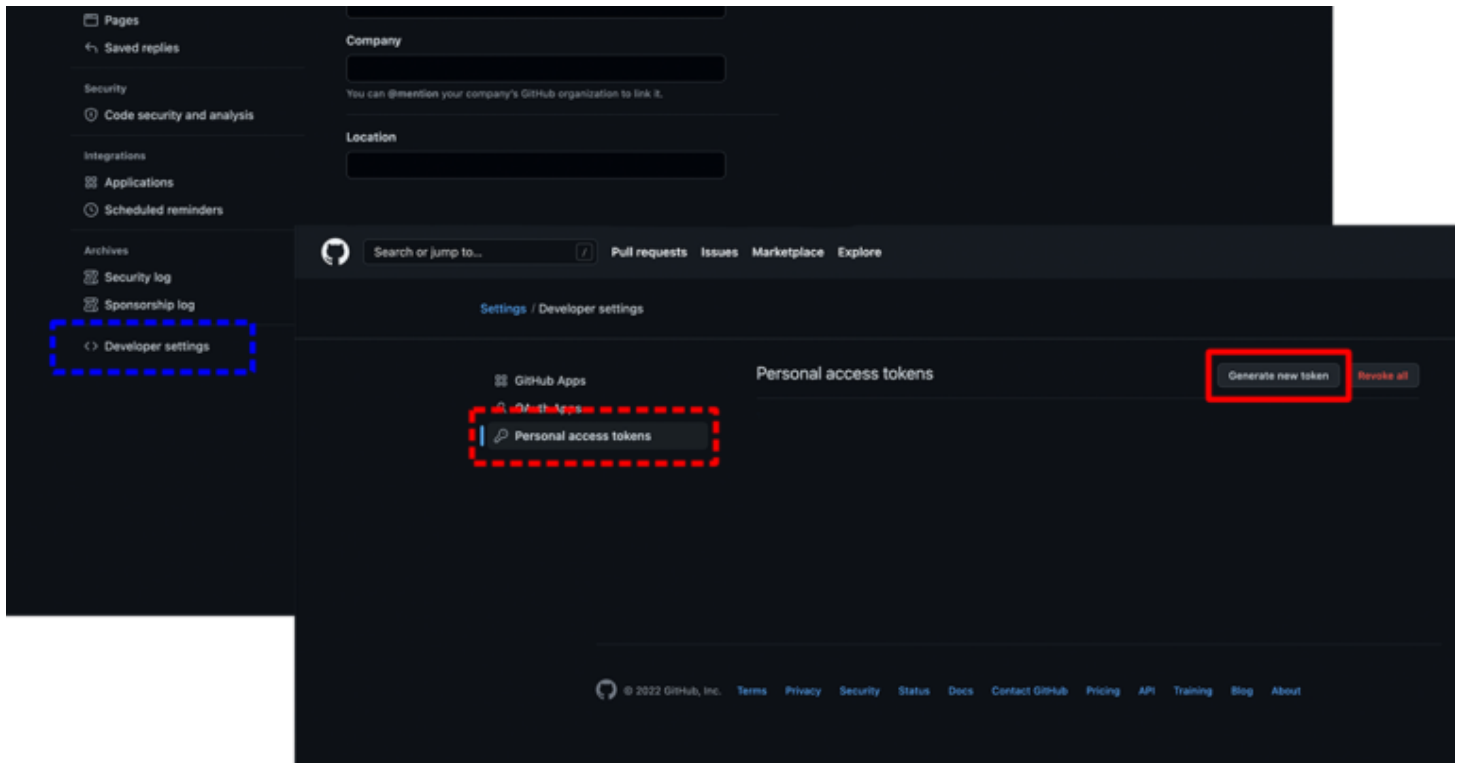 Pages
Saved replies
Security
Code security and analysis
Integrations
Applications
Scheduled reminders
Archives
Security log
Sponsorship log
Developer settings
Company
You can @mention your company's GitHub organization to link it.
Location
Search or jump to... /
Pull requests Issues Marketplace Explore
Settings / Developer settings
GitHub Apps
OAuth Apps
Personal access tokens
Personal access tokens
Generate new token Revoke all
© 2022 GitHub, Inc. Terms Privacy Security Status Docs Contact GitHub Pricing API Training Blog About